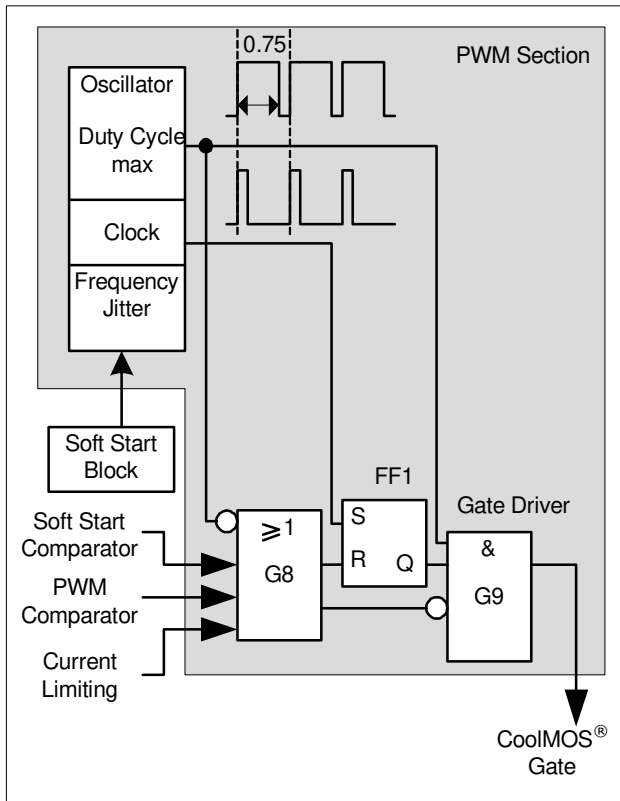 0.75
PWM Section
Oscillator
Duty Cycle
max
Clock
Frequency
Jitter
Soft Start
Block
FF1
Gate Driver
Soft Start
Comparator
PWM
Comparator
Current
Limiting
≥1
G8
S
R
Q
&
G9
CoolMOS®
Gate